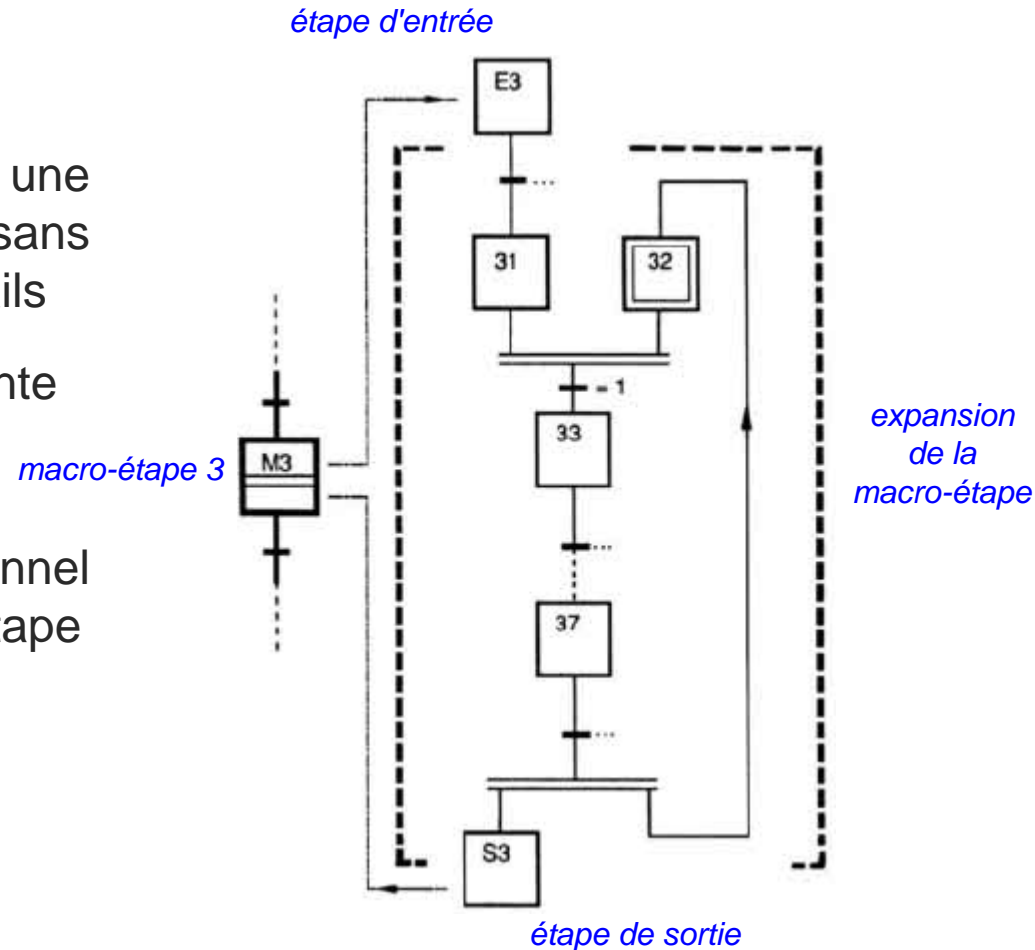 étape d'entrée
E3
une
sans
ils
...
31
32
nte
= 1
33
expansion
de la
macro-étape
macro-étape 3
M3
...
nnel
tape
37
...
S3
étape de sortie